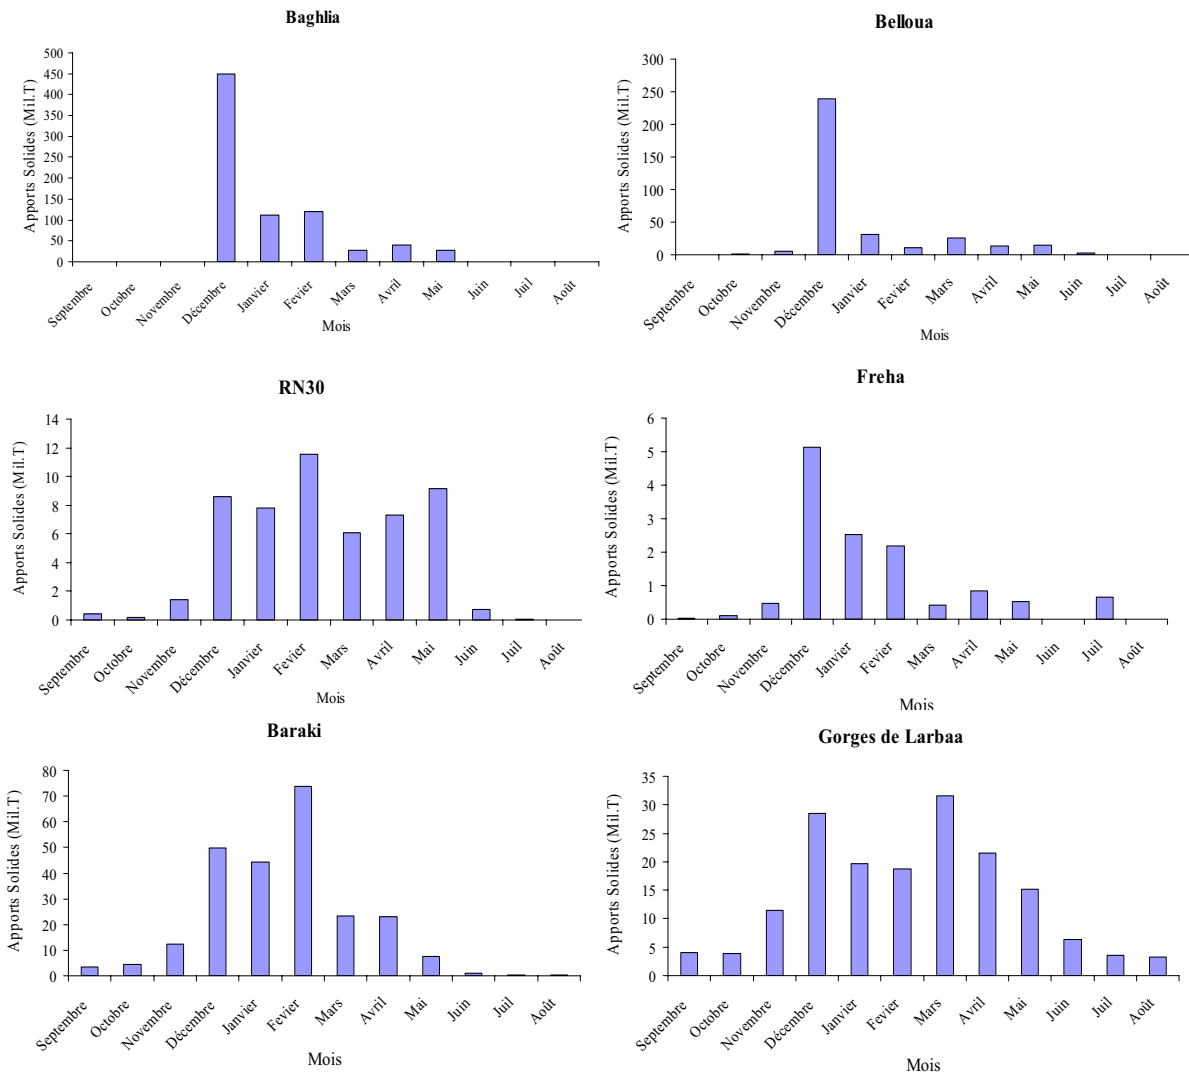 Baghlia
Apports Solides (Mil.T)
500
450
400
350
300
250
200
150
100
50
0
Septembre
Octobre
Novembre
Décembre
Janvier
Fevier
Mars
Avril
Mai
Juin
Juil
Août
Mois
Belloua
Apports Solides (Mil.T)
300
250
200
150
100
50
0
Septembre
Octobre
Novembre
Décembre
Janvier
Fevier
Mars
Avril
Mai
Juin
Juil
Août
Mois
RN30
Apports Solides (Mil.T)
14
12
10
8
6
4
2
0
Septembre
Octobre
Novembre
Décembre
Janvier
Fevier
Mars
Avril
Mai
Juin
Juil
Août
Mois
Freha
Apports Solides (Mil.T)
6
5
4
3
2
1
0
Septembre
Octobre
Novembre
Décembre
Janvier
Fevier
Mars
Avril
Mai
Juin
Juil
Août
Mois
Baraki
Apports Solides (Mil.T)
80
70
60
50
40
30
20
10
0
Septembre
Octobre
Novembre
Décembre
Janvier
Fevier
Mars
Avril
Mai
Juin
Juil
Août
Mois
Gorges de Larbaa
Apports Solides (Mil.T)
35
30
25
20
15
10
5
0
Septembre
Octobre
Novembre
Décembre
Janvier
Fevier
Mars
Avril
Mai
Juin
Juil
Août
Mois